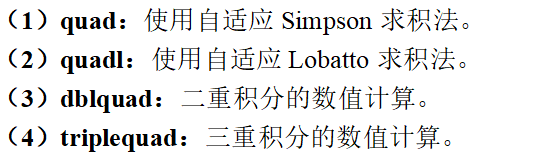 （1）quad：使用自适应 Simpson 求积法。
（2）quadl：使用自适应 Lobatto 求积法。
（3）dblquad：二重积分的数值计算。
（4）triplequad：三重积分的数值计算。